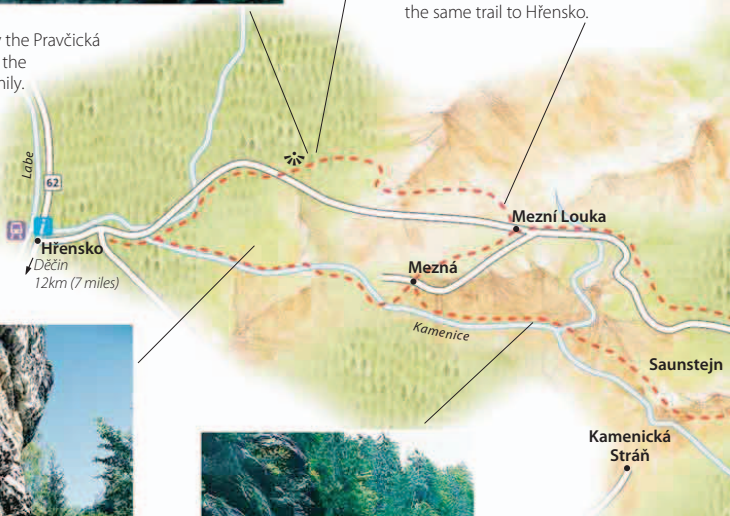 the same trail to Hřensko.
the Pravčická
the
nily.
Labe
62
i
Hřensko
Děčín
12km (7 miles)
Mezní Louka
Mezná
Kamenice
Saunstejn
Kamenická
Stráň